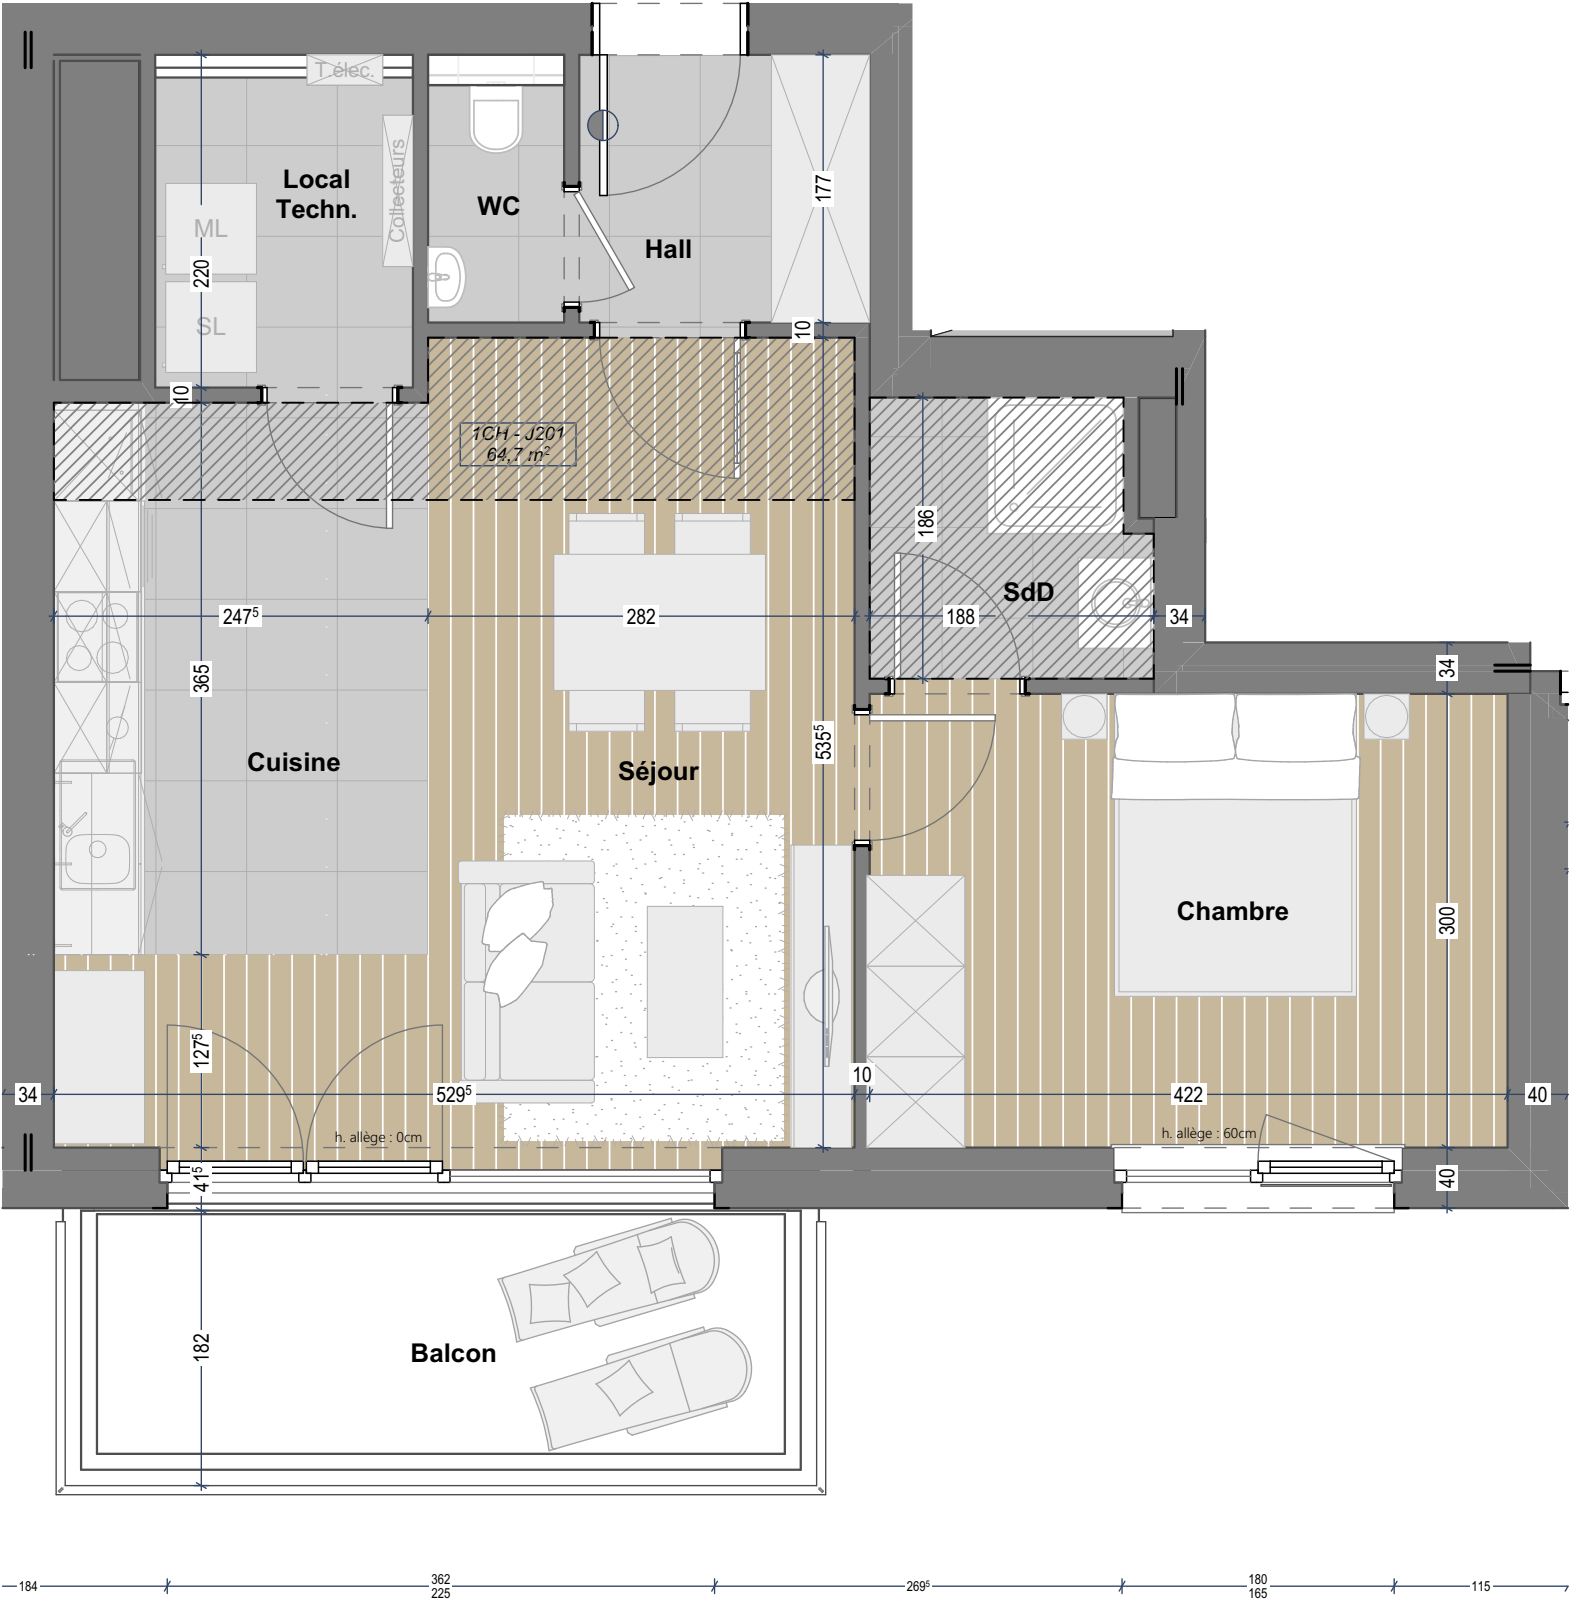 T.élec.
Local
Techn.
Collecteurs
WC
Hall
ML
SL
220
177
10
10
1CH - J201
64,7 m²
186
SdD
247⁵
282
188
34
365
34
535⁵
Cuisine
Séjour
Chambre
300
127⁵
34
529⁵
10
422
40
h. allège : 0cm
h. allège : 60cm
41⁵
40
182
Balcon
184
362
225
269⁵
180
165
115